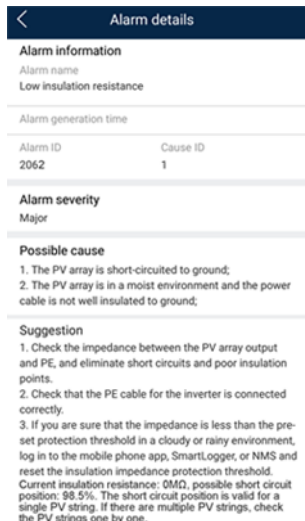 Alarm details
Alarm information
Alarm name
Low insulation resistance
Alarm generation time
Alarm ID Cause ID
2062 1
Alarm severity
Major
Possible cause
1. The PV array is short-circuited to ground;
2. The PV array is in a moist environment and the power
cable is not well insulated to ground;
Suggestion
1. Check the impedance between the PV array output
and PE, and eliminate short circuits and poor insulation
points.
2. Check that the PE cable for the inverter is connected
correctly.
3. If you are sure that the impedance is less than the pre-
set protection threshold in a cloudy or rainy environment,
log in to the mobile phone app, SmartLogger, or NMS and
reset the insulation impedance protection threshold.
Current insulation resistance: 0MΩ, possible short circuit
position: 98.5%. The short circuit position is valid for a
single PV string. If there are multiple PV strings, check
the PV strings one by one.